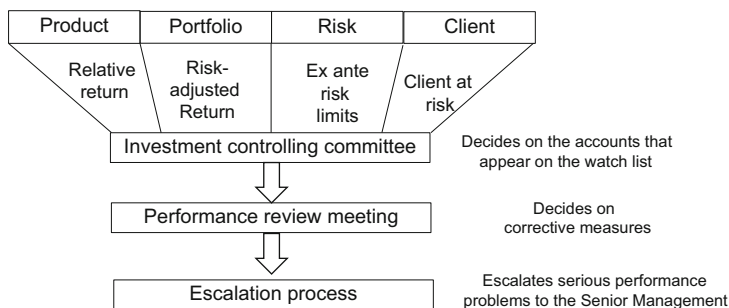 Product Portfolio Risk Client
Relative
return
Risk-
adjusted
Return
Ex ante
risk
limits
Client at
risk
Investment controlling committee
Decides on the accounts that
appear on the watch list
Performance review meeting
Decides on
corrective measures
Escalation process
Escalates serious performance
problems to the Senior Management